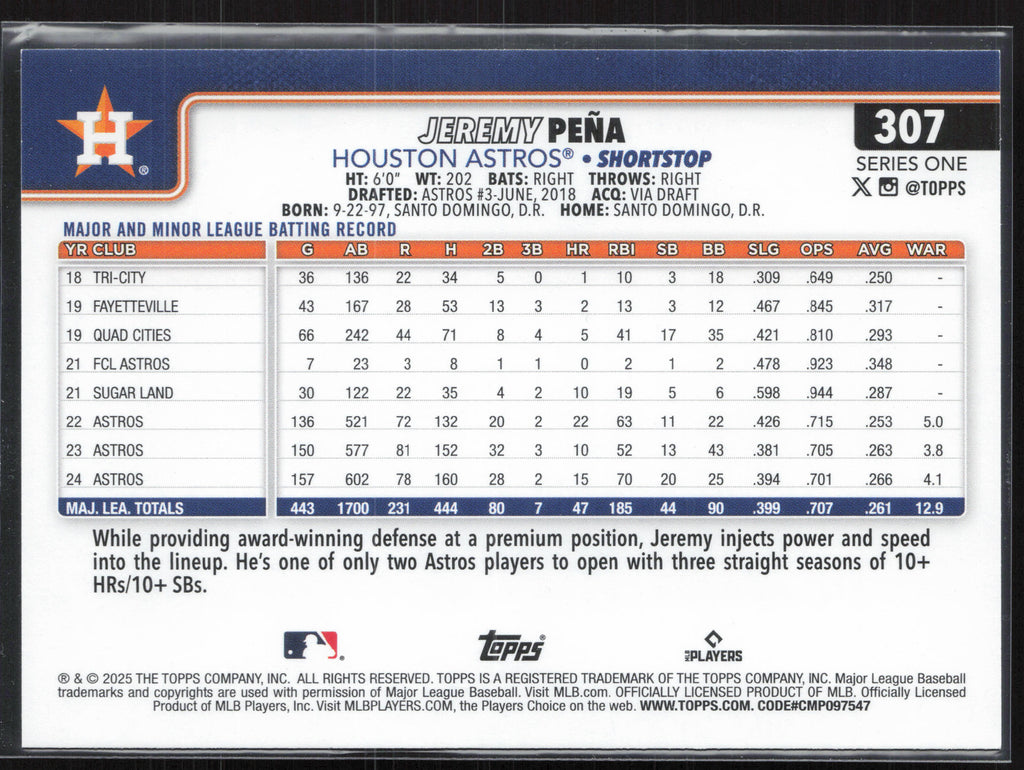 H ®
JEREMY PEÑA
307
HOUSTON ASTROS® • SHORTSTOP
SERIES ONE
HT: 6'0" WT: 202 BATS: RIGHT THROWS: RIGHT
X @TOPPS
DRAFTED: ASTROS #3-JUNE, 2018 ACQ: VIA DRAFT
BORN: 9-22-97, SANTO DOMINGO, D.R. HOME: SANTO DOMINGO, D.R.
MAJOR AND MINOR LEAGUE BATTING RECORD
YR CLUB G AB R H 2B 3B HR RBI SB BB SLG OPS AVG WAR
18 TRI-CITY 36 136 22 34 5 0 1 10 3 18 .309 .649 .250 -
19 FAYETTEVILLE 43 167 28 53 13 3 2 13 3 12 .467 .845 .317 -
19 QUAD CITIES 66 242 44 71 8 4 5 41 17 35 .421 .810 .293 -
21 FCL ASTROS 7 23 3 8 1 1 0 2 1 2 .478 .923 .348 -
21 SUGAR LAND 30 122 22 35 4 2 10 19 5 6 .598 .944 .287 -
22 ASTROS 136 521 72 132 20 2 22 63 11 22 .426 .715 .253 5.0
23 ASTROS 150 577 81 152 32 3 10 52 13 43 .381 .705 .263 3.8
24 ASTROS 157 602 78 160 28 2 15 70 20 25 .394 .701 .266 4.1
MAJ. LEA. TOTALS 443 1700 231 444 80 7 47 185 44 90 .399 .707 .261 12.9
While providing award-winning defense at a premium position, Jeremy injects power and speed
into the lineup. He's one of only two Astros players to open with three straight seasons of 10+
HRs/10+ SBs.
Topps® MLB PLAYERS
® & © 2025 THE TOPPS COMPANY, INC. ALL RIGHTS RESERVED. TOPPS IS A REGISTERED TRADEMARK OF THE TOPPS COMPANY, INC. Major League Baseball
trademarks and copyrights are used with permission of Major League Baseball. Visit MLB.com. OFFICIALLY LICENSED PRODUCT OF MLB. Officially Licensed
Product of MLB Players, Inc. Visit MLBPLAYERS.COM, the Players Choice on the web. WWW.TOPPS.COM. CODE#CMP097547